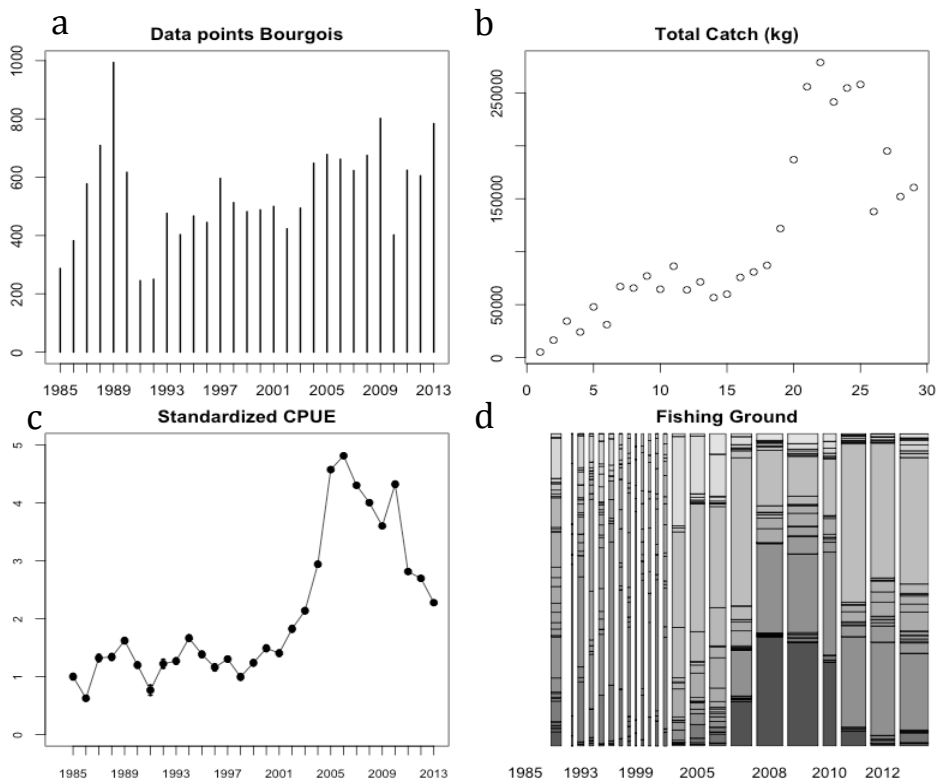 a
Data points Bourgois
1000
800
600
400
200
0
1985 1989 1993 1997 2001 2005 2009 2013
b
Total Catch (kg)
250000
150000
50000
0
0 5 10 15 20 25 30
c
Standardized CPUE
5
4
3
2
1
0
1985 1989 1993 1997 2001 2005 2009 2013
d
Fishing Ground
1985 1993 1999 2005 2008 2010 2012